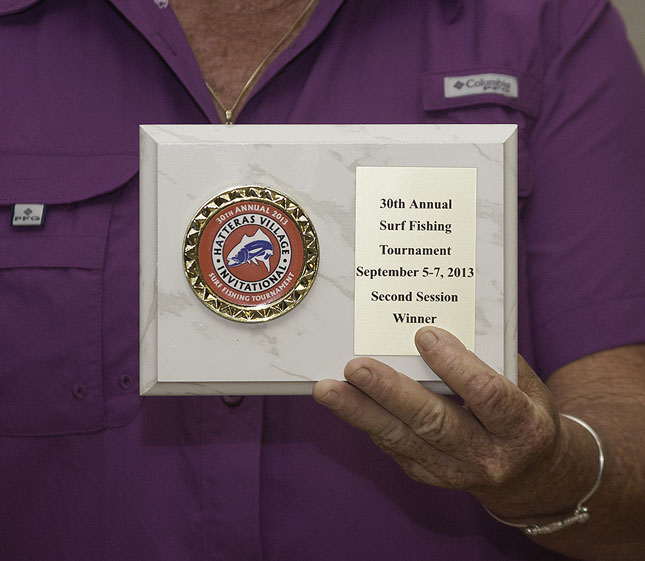 Columbia
PFG
PFG
30TH ANNUAL 2013
HATTERAS VILLAGE
INVITATIONAL
SURF FISHING TOURNAMENT
30th Annual
Surf Fishing
Tournament
September 5-7, 2013
Second Session
Winner